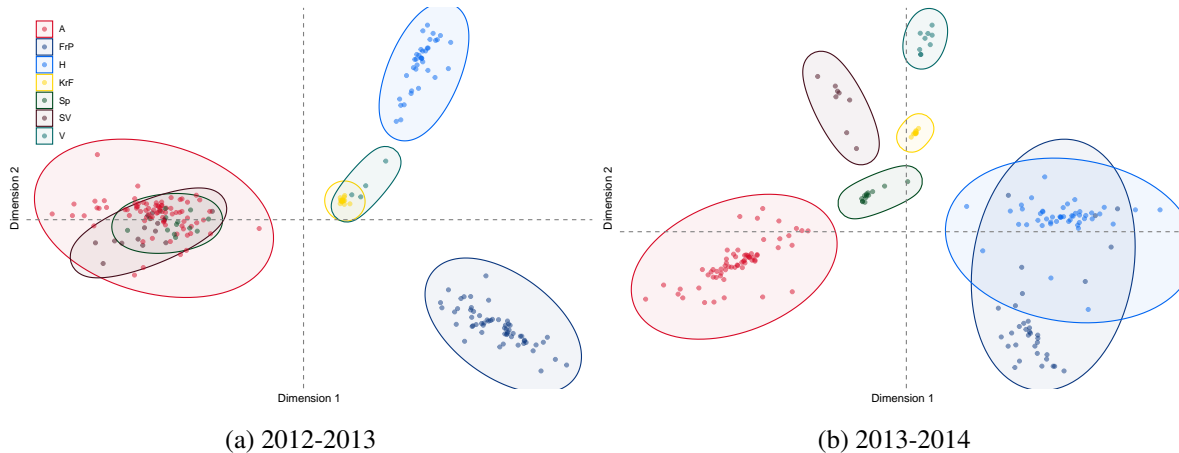 A
FrP
H
KrF
Sp
SV
V
Dimension 2
Dimension 1
(a) 2012-2013
Dimension 2
Dimension 1
(b) 2013-2014